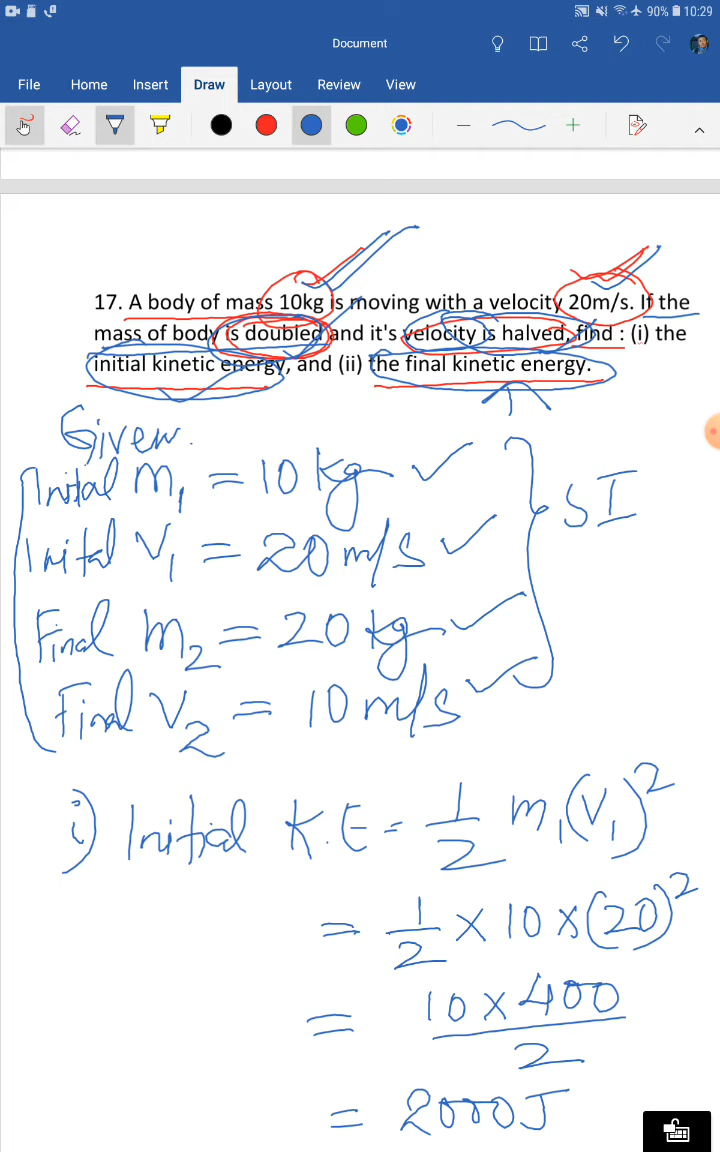 90% 10:29
Document
File Home Insert Draw Layout Review View
17. A body of mass 10kg is moving with a velocity 20m/s. If the
mass of body is doubled and it's velocity is halved, find : (i) the
initial kinetic energy, and (ii) the final kinetic energy.
Given.
Initial m₁ = 10 kg ✓
Inital V₁ = 20 m/s ✓
SI
Final m₂ = 20 kg ✓
Final V₂ = 10 m/s ✓
i) Initial K.E = 1/2 m₁(V₁)²
= 1/2 × 10 × (20)²
= 10 × 400 / 2
= 2000J